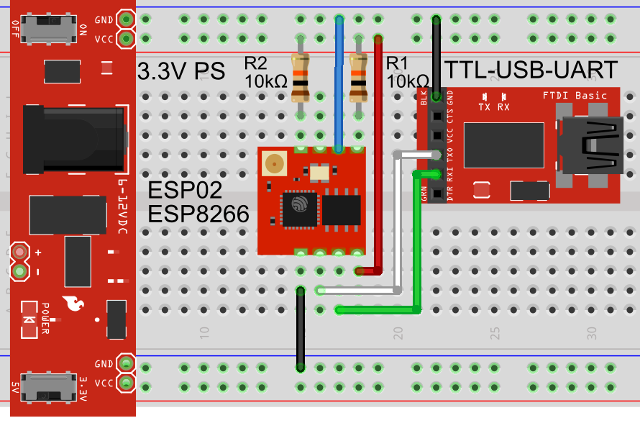 GND
VCC
OFF
ON
3.3V PS
R2
10kΩ
R1
10kΩ
TTL-USB-UART
BLK
GND
CTS
VCC
TXO
RXI
DTR
GRN
TX RX
FTDI Basic
6-12VDC
ESP02
ESP8266
+
-
POWER
10
20
25
30
GND
VCC
5V
3.3V